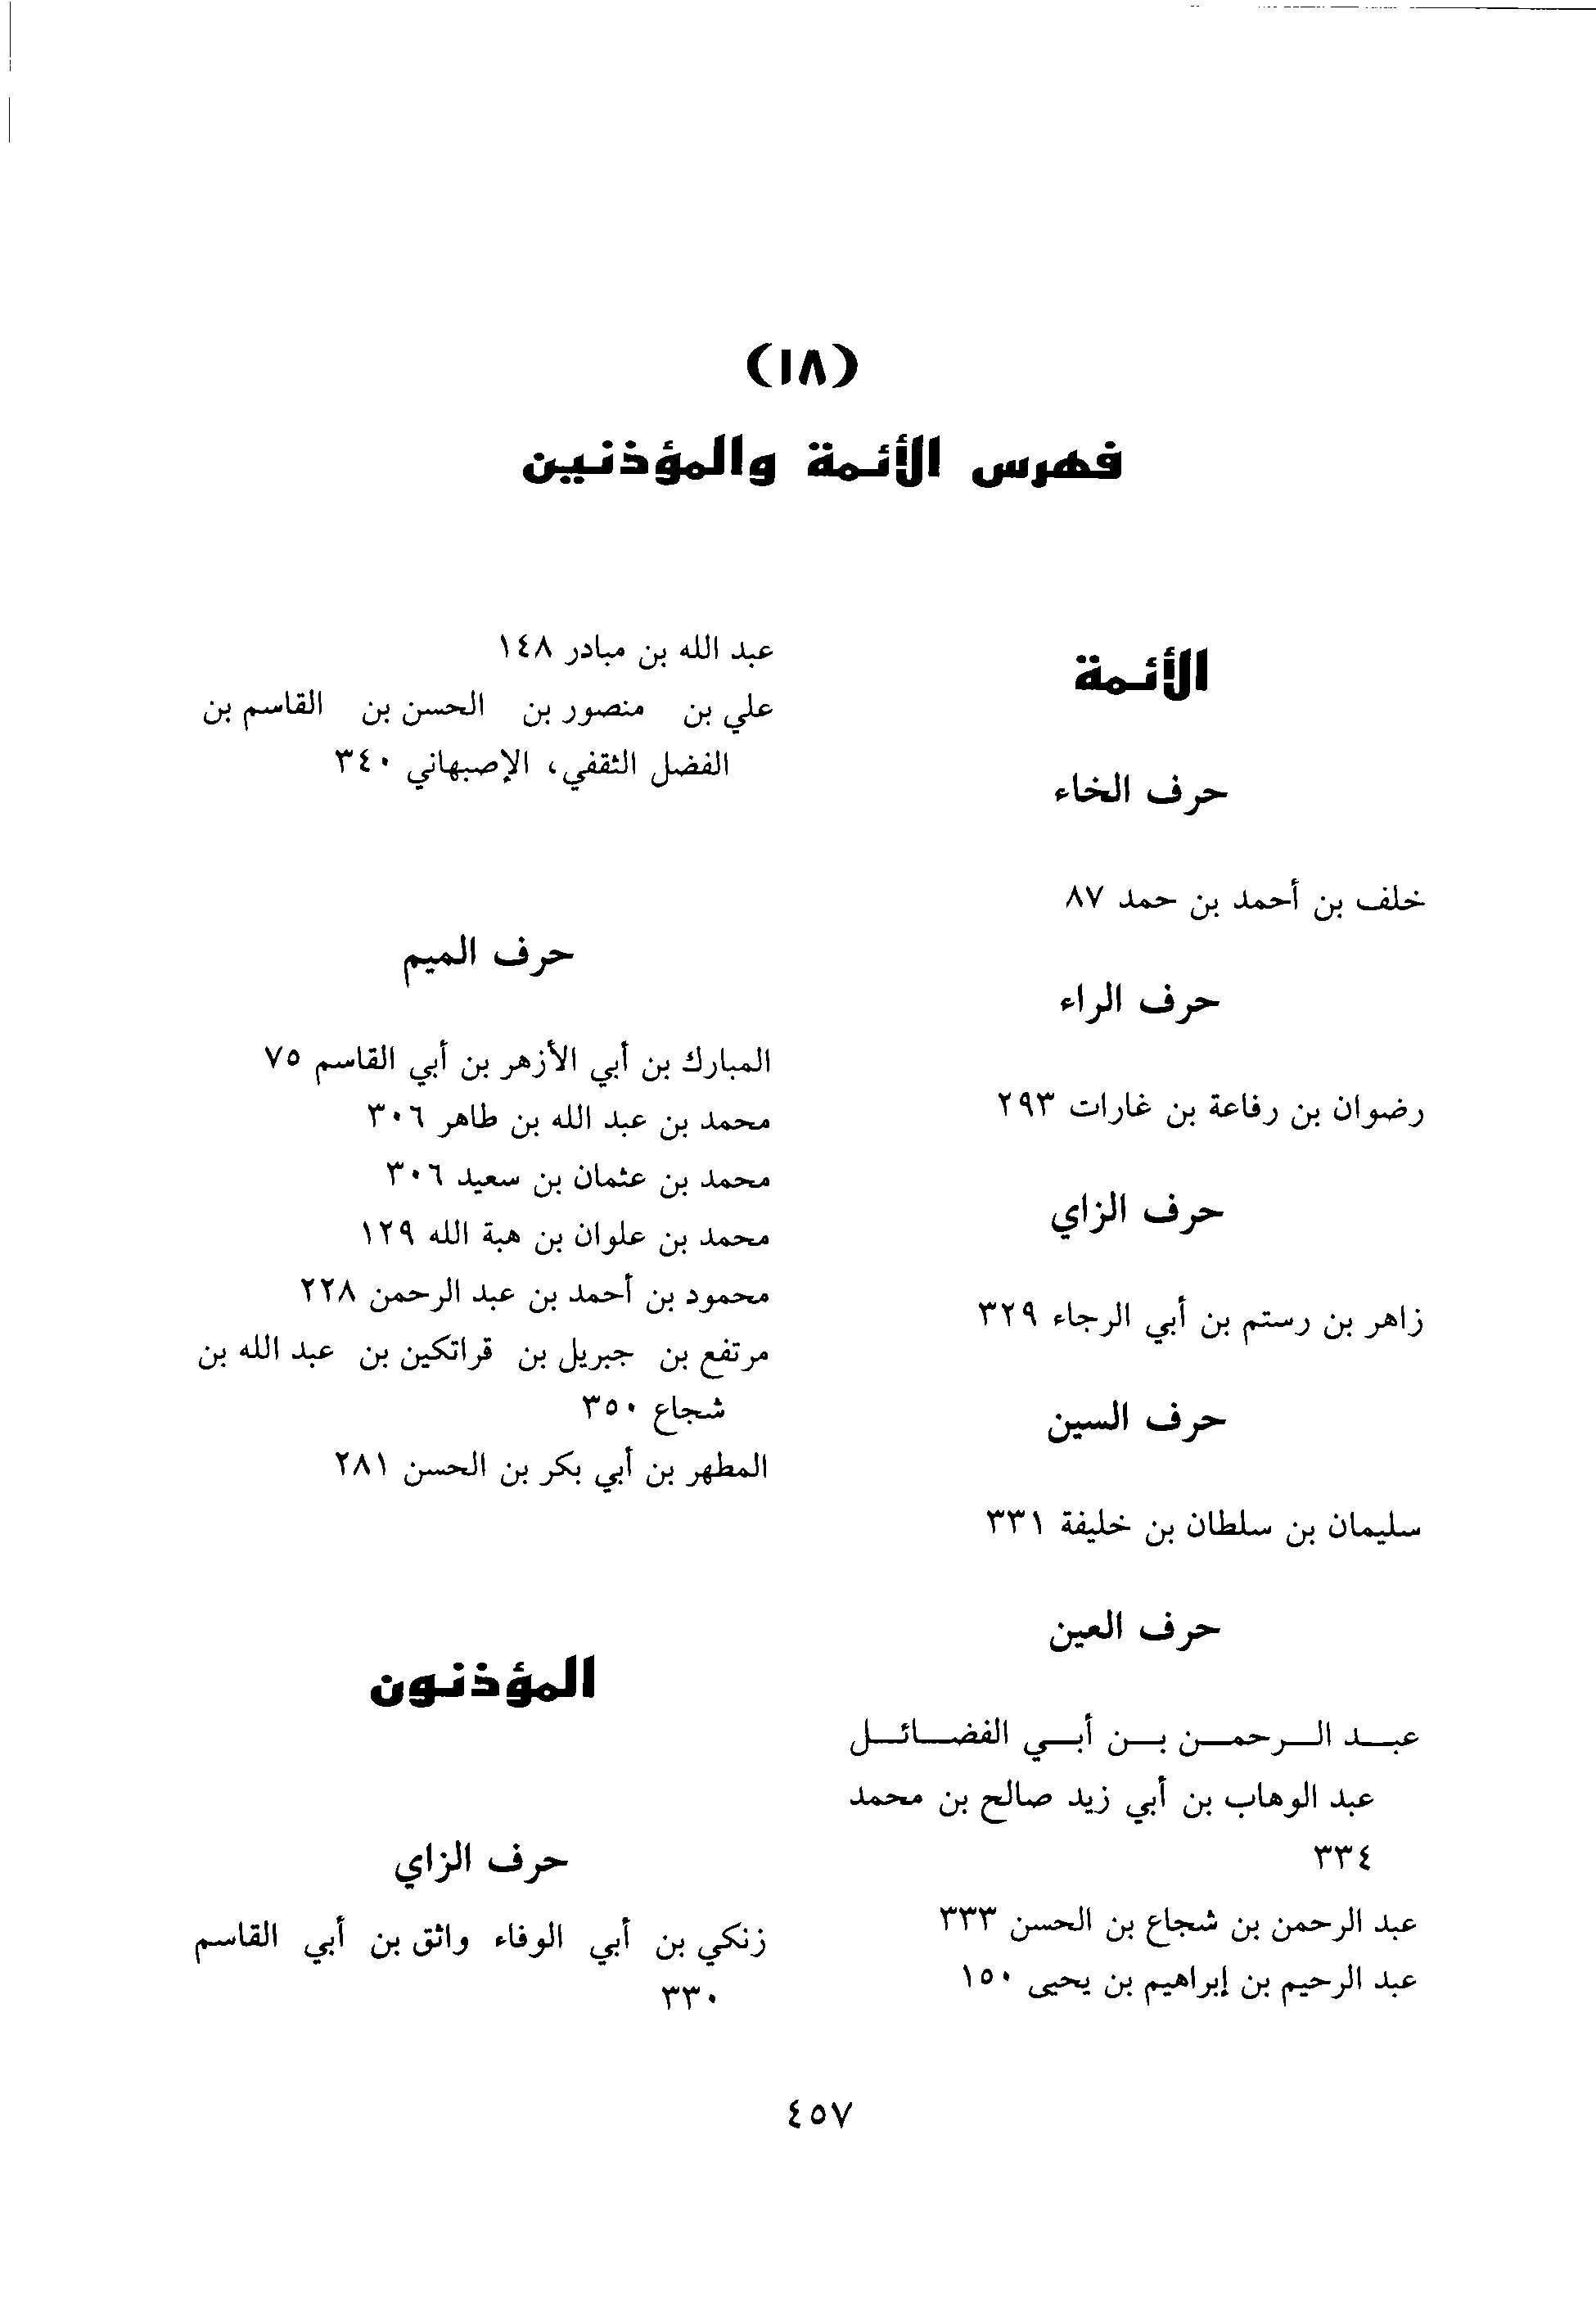 (١٨)
فهرس الأئمة والمؤذنين
الأئمة
حرف الخاء
خلف بن أحمد بن حمد ٨٧
حرف الراء
رضوان بن رفاعة بن غارات ٢٩٣
حرف الزاي
زاهر بن رستم بن أبي الرجاء ٣٢٩
حرف السين
سليمان بن سلطان بن خليفة ٣٣١
حرف العين
عبد الرحمن بن أبي الفضائل
عبد الوهاب بن أبي زيد صالح بن محمد
٣٣٤
عبد الرحمن بن شجاع بن الحسن ٣٣٣
عبد الرحيم بن إبراهيم بن يحيى ١٥٠
عبد الله بن مبادر ١٤٨
علي بن منصور بن الحسن بن القاسم بن
الفضل الثقفي، الإصبهاني ٣٤٠
حرف الميم
المبارك بن أبي الأزهر بن أبي القاسم ٧٥
محمد بن عبد الله بن طاهر ٣٠٦
محمد بن عثمان بن سعيد ٣٠٦
محمد بن علوان بن هبة الله ١٢٩
محمود بن أحمد بن عبد الرحمن ٢٢٨
مرتفع بن جبريل بن قراتكين بن عبد الله بن
شجاع ٣٥٠
المطهر بن أبي بكر بن الحسن ٢٨١
المؤذنون
حرف الزاي
زنكي بن أبي الوفاء واثق بن أبي القاسم
٣٣٠
٤٥٧